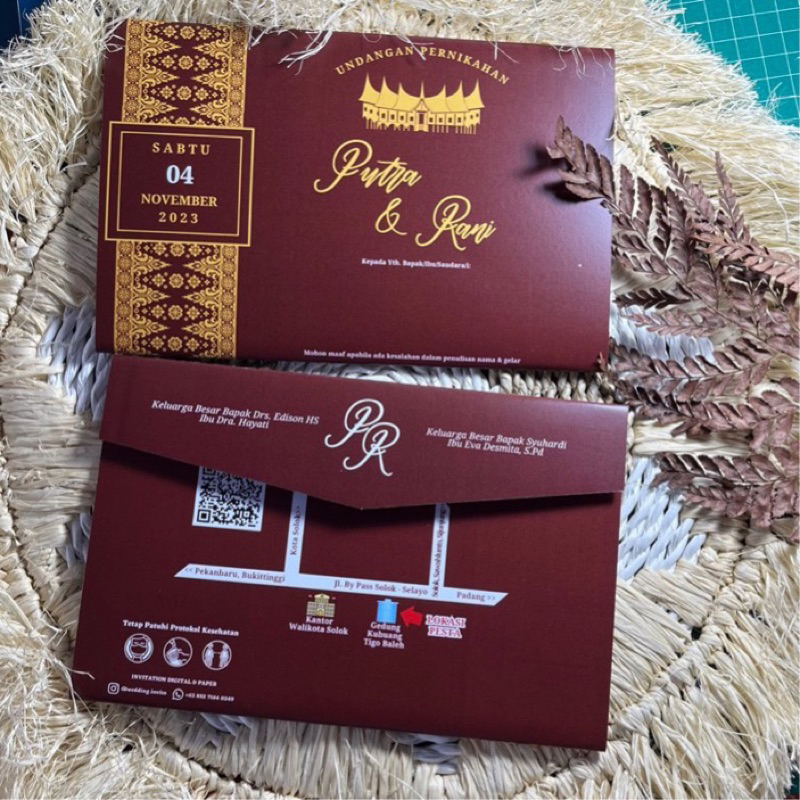 UNDANGAN PERNIKAHAN
SABTU
04
NOVEMBER
2023
Putra
& Rani
Kepada Yth. Bapak/Ibu/Saudara/i:
Mohon maaf apabila ada kesalahan dalam penulisan nama & gelar
Keluarga Besar Bapak Drs. Edison HS
Ibu Dra. Hayati
PR
Keluarga Besar Bapak Syuhardi
Ibu Eva Desmita, S.Pd
Kota Solok>>
<< Pekanbaru, Bukittinggi
Jl. By Pass Solok - Selayo
Padang >>
Kantor
Walikota Solok
Gedung
Kubuang
Tigo Baleh
LOKASI
PESTA
Tetap Patuhi Protokol Kesehatan
INVITATION DIGITAL & PAPER